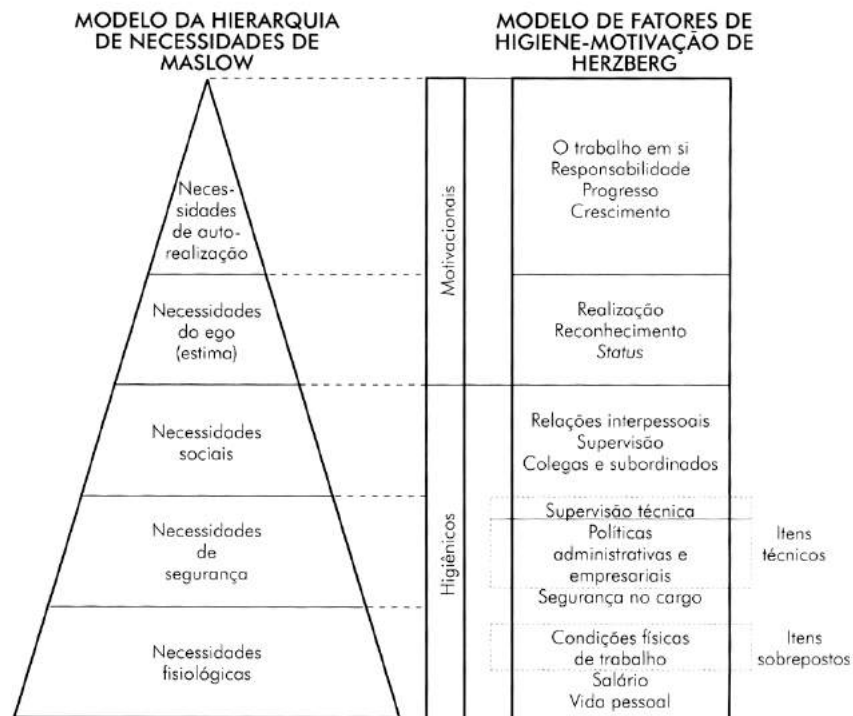 MODELO DA HIERARQUIA
DE NECESSIDADES DE
MASLOW
Neces-
sidades
de auto-
realização
Necessidades
do ego
(estima)
Necessidades
sociais
Necessidades
de
segurança
Necessidades
fisiológicas
Motivacionais
Higiênicos
MODELO DE FATORES DE
HIGIENE-MOTIVAÇÃO DE
HERZBERG
O trabalho em si
Responsabilidade
Progresso
Crescimento
Realização
Reconhecimento
Status
Relações interpessoais
Supervisão
Colegas e subordinados
Supervisão técnica
Políticas
administrativas e
empresariais
Segurança no cargo
Condições físicas
de trabalho
Salário
Vida pessoal
Itens
técnicos
Itens
sobrepostos